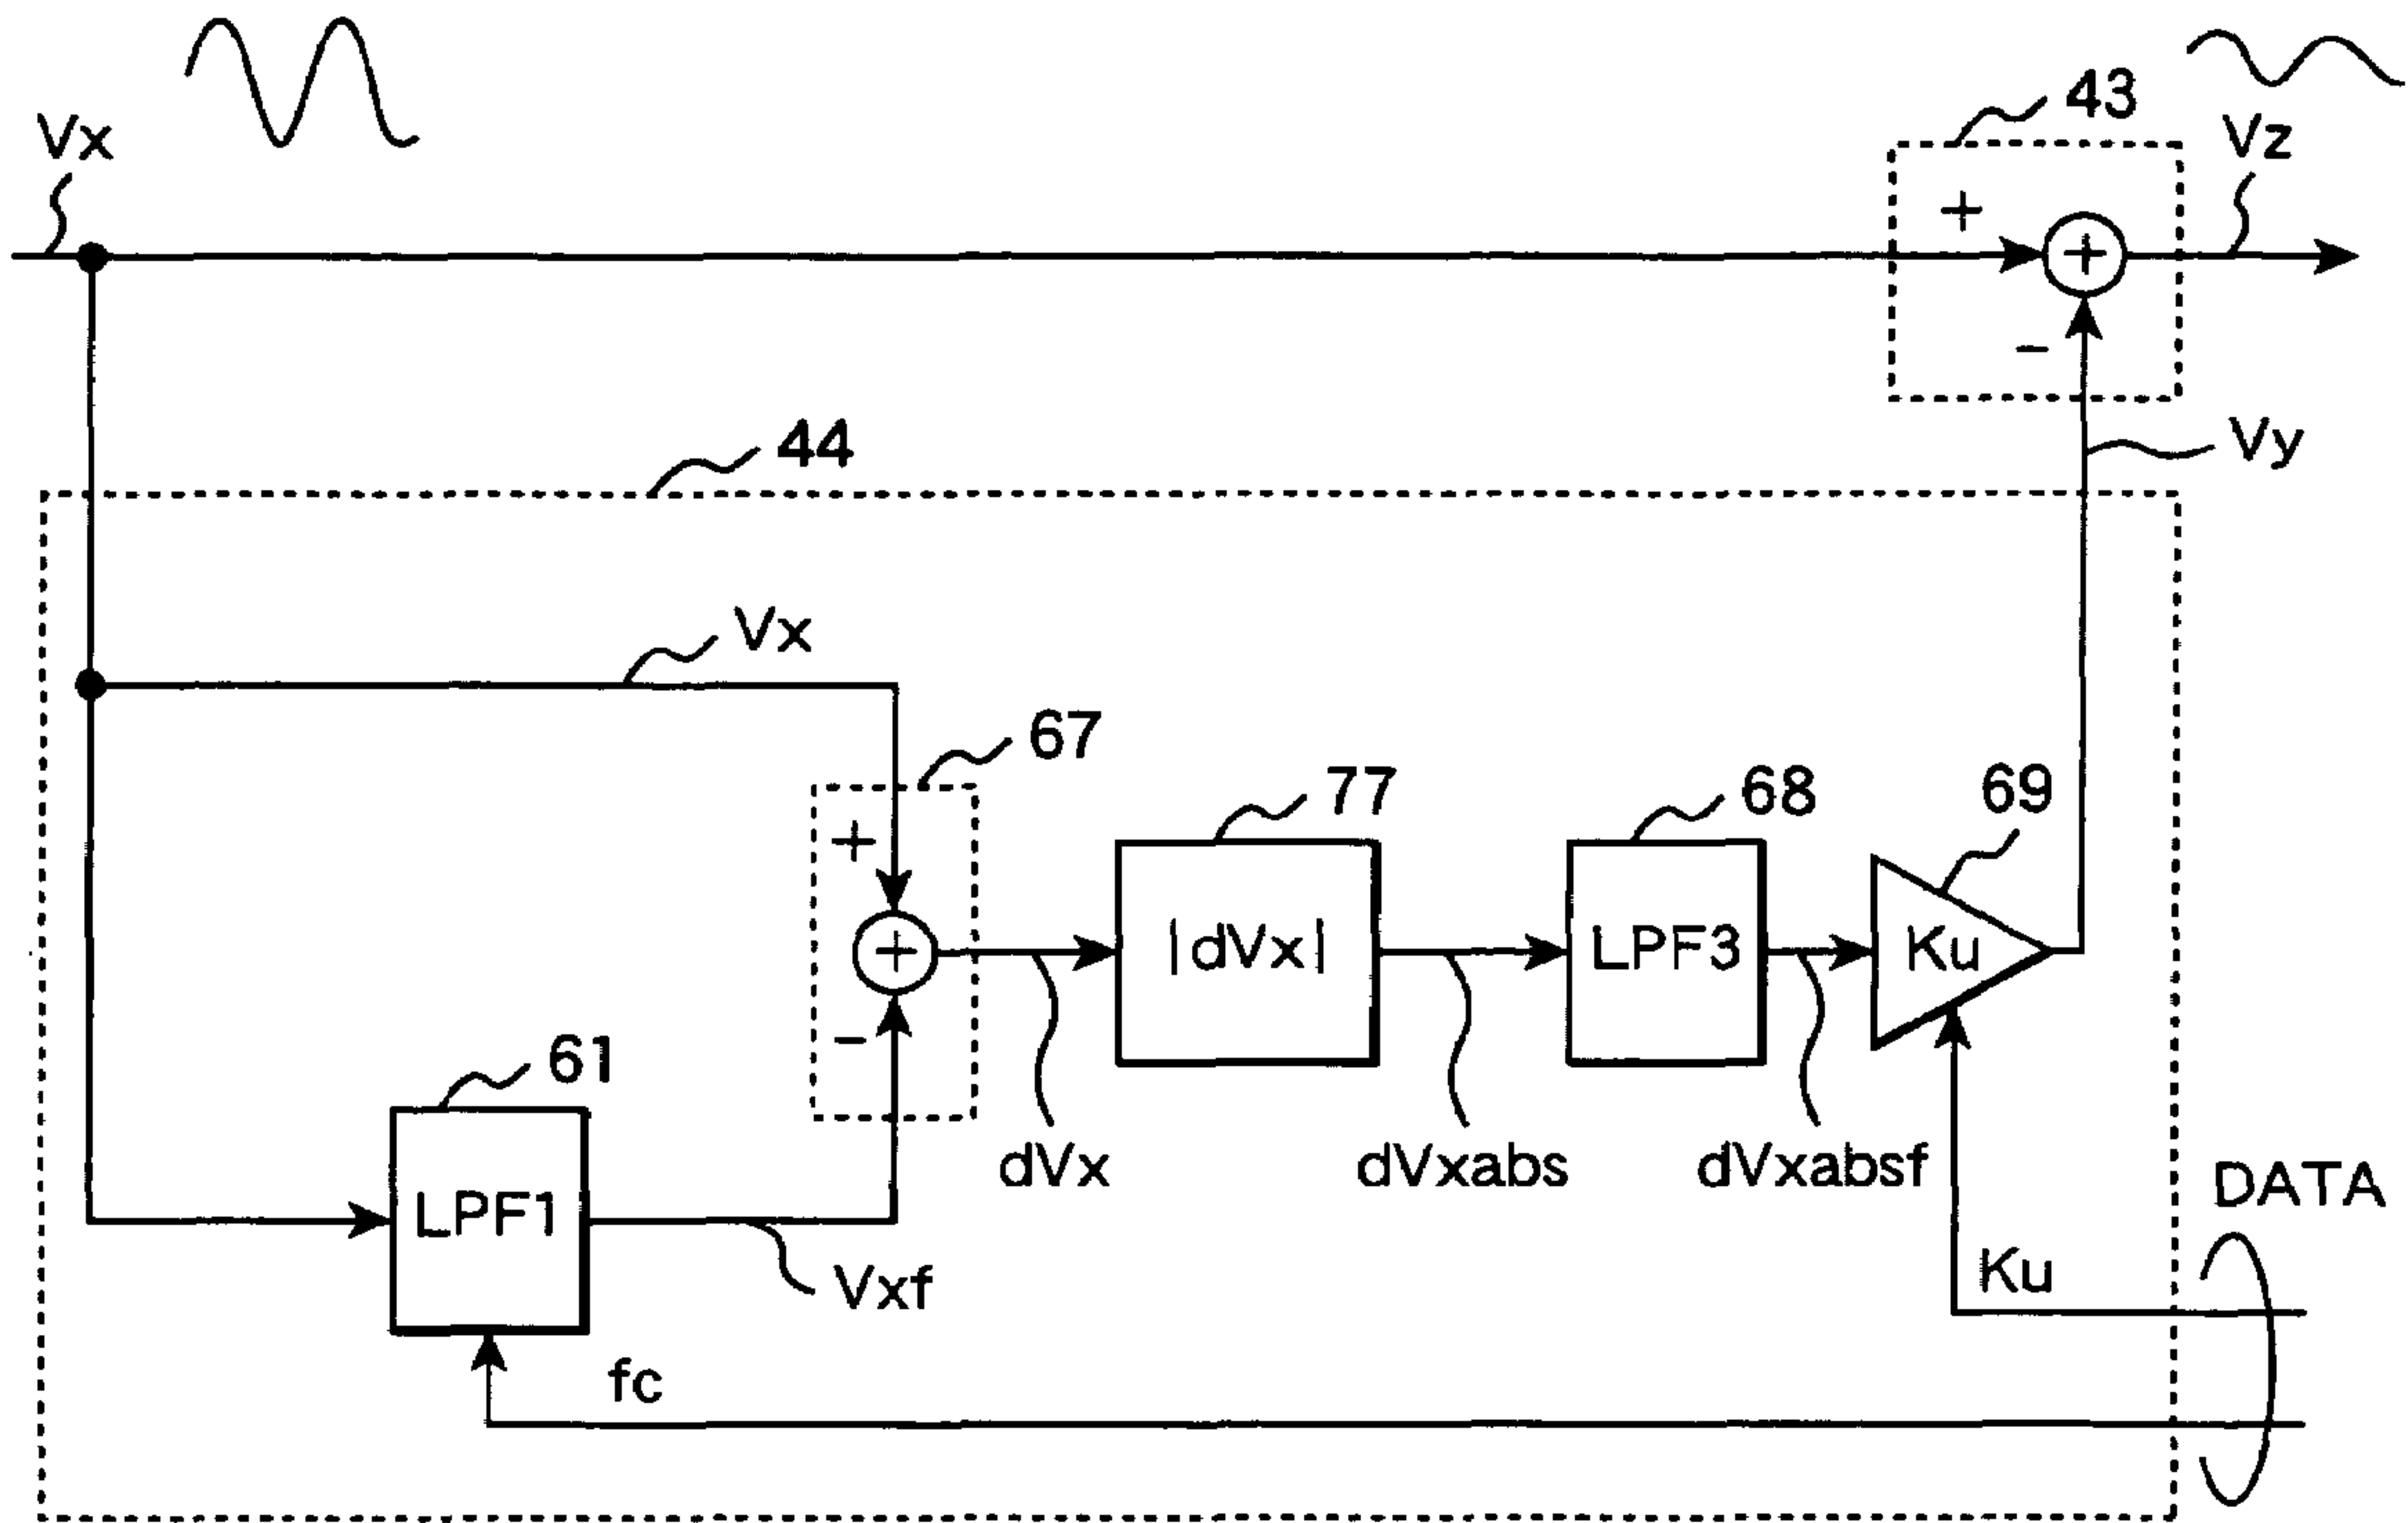 Vx
43
Vz
+
+
−
Vy
44
Vx
67
77
68
69
+
+
−
|dVx|
LPF3
Ku
61
LPF1
dVx
dVxabs
dVxabsf
DATA
Vxf
Ku
fc